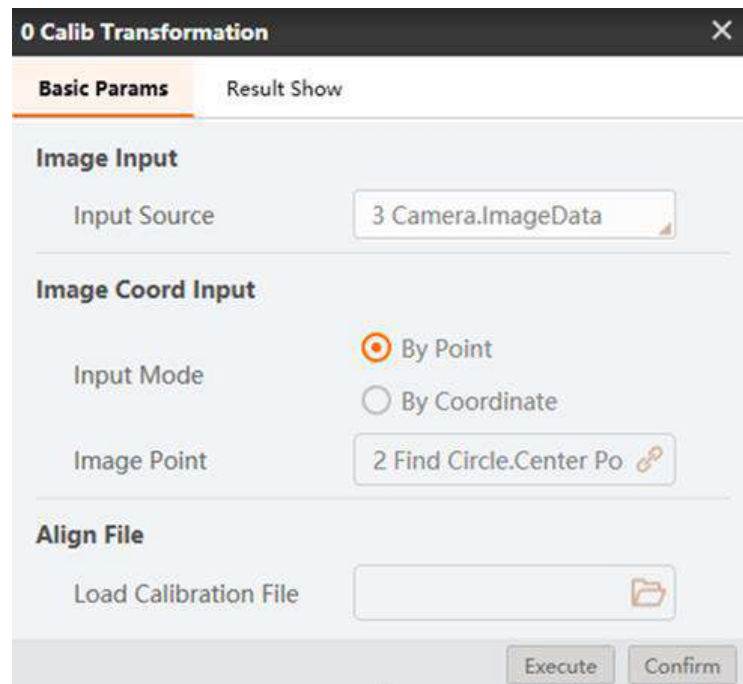 0 Calib Transformation
Basic Params Result Show
Image Input
Input Source 3 Camera.ImageData
Image Coord Input
Input Mode
By Point
By Coordinate
Image Point 2 Find Circle.Center Po
Align File
Load Calibration File
Execute Confirm